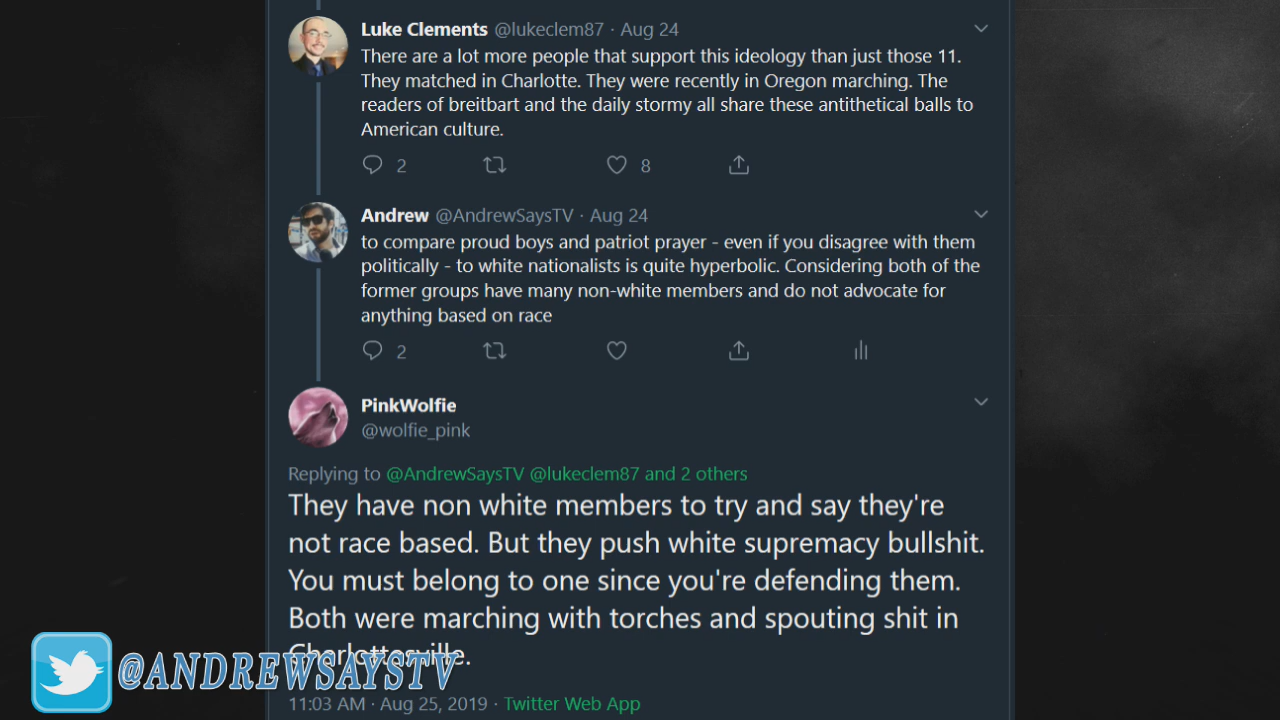 Luke Clements @lukeclem87 · Aug 24
There are a lot more people that support this ideology than just those 11.
They matched in Charlotte. They were recently in Oregon marching. The
readers of breitbart and the daily stormy all share these antithetical balls to
American culture.
2 8
Andrew @AndrewSaysTV · Aug 24
to compare proud boys and patriot prayer - even if you disagree with them
politically - to white nationalists is quite hyperbolic. Considering both of the
former groups have many non-white members and do not advocate for
anything based on race
2
PinkWolfie
@wolfie_pink
Replying to @AndrewSaysTV @lukeclem87 and 2 others
They have non white members to try and say they're
not race based. But they push white supremacy bullshit.
You must belong to one since you're defending them.
Both were marching with torches and spouting shit in
Charlottesville.
@ANDREWSAYSTV
11:03 AM · Aug 25, 2019 · Twitter Web App